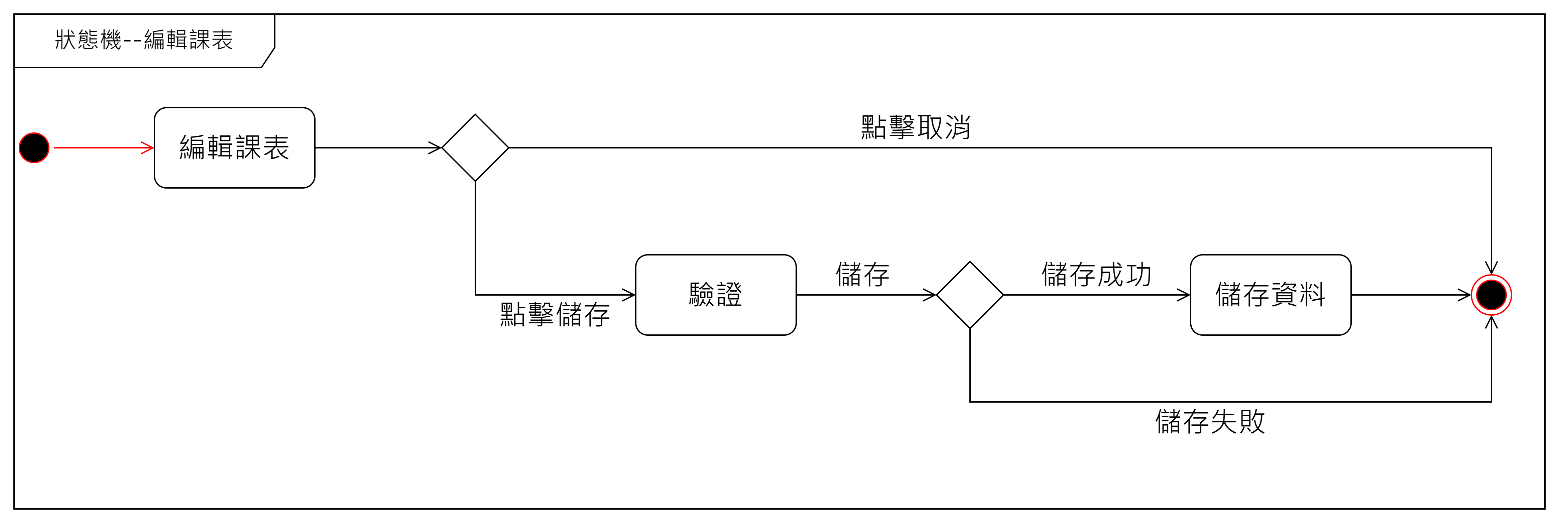 狀態機--編輯課表
編輯課表
點擊取消
點擊儲存
驗證
儲存
儲存成功
儲存資料
儲存失敗